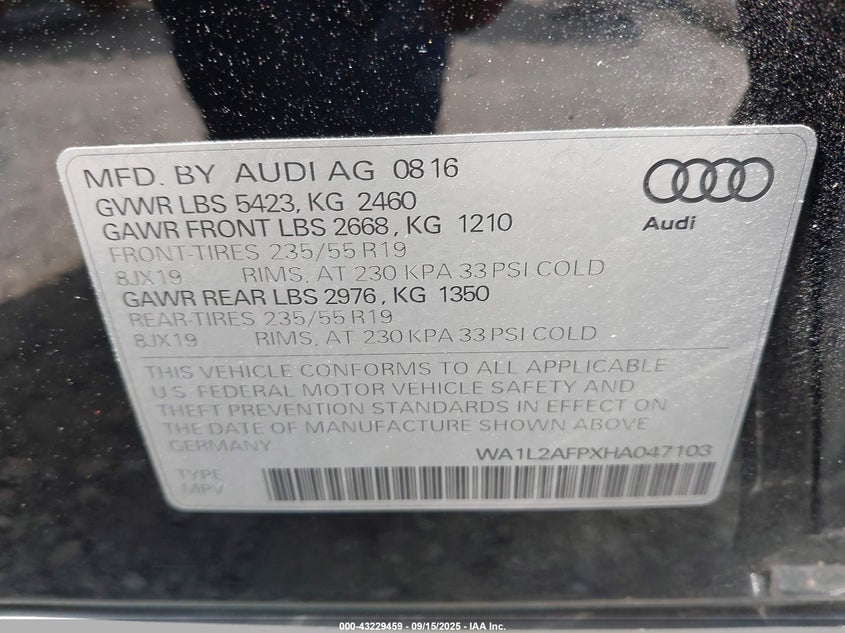 MFD. BY AUDI AG 0816
GVWR LBS 5423, KG 2460
GAWR FRONT LBS 2668, KG 1210
FRONT-TIRES 235/55 R19
8JX19 RIMS, AT 230 KPA 33 PSI COLD
GAWR REAR LBS 2976, KG 1350
REAR-TIRES 235/55 R19
8JX19 RIMS, AT 230 KPA 33 PSI COLD
Audi
THIS VEHICLE CONFORMS TO ALL APPLICABLE
U.S. FEDERAL MOTOR VEHICLE SAFETY AND
THEFT PREVENTION STANDARDS IN EFFECT ON
THE DATE OF MANUFACTURE SHOWN ABOVE
GERMANY
WA1L2AFPXHA047103
TYPE
MPV
000-43229459 - 09/15/2025 - IAA Inc.